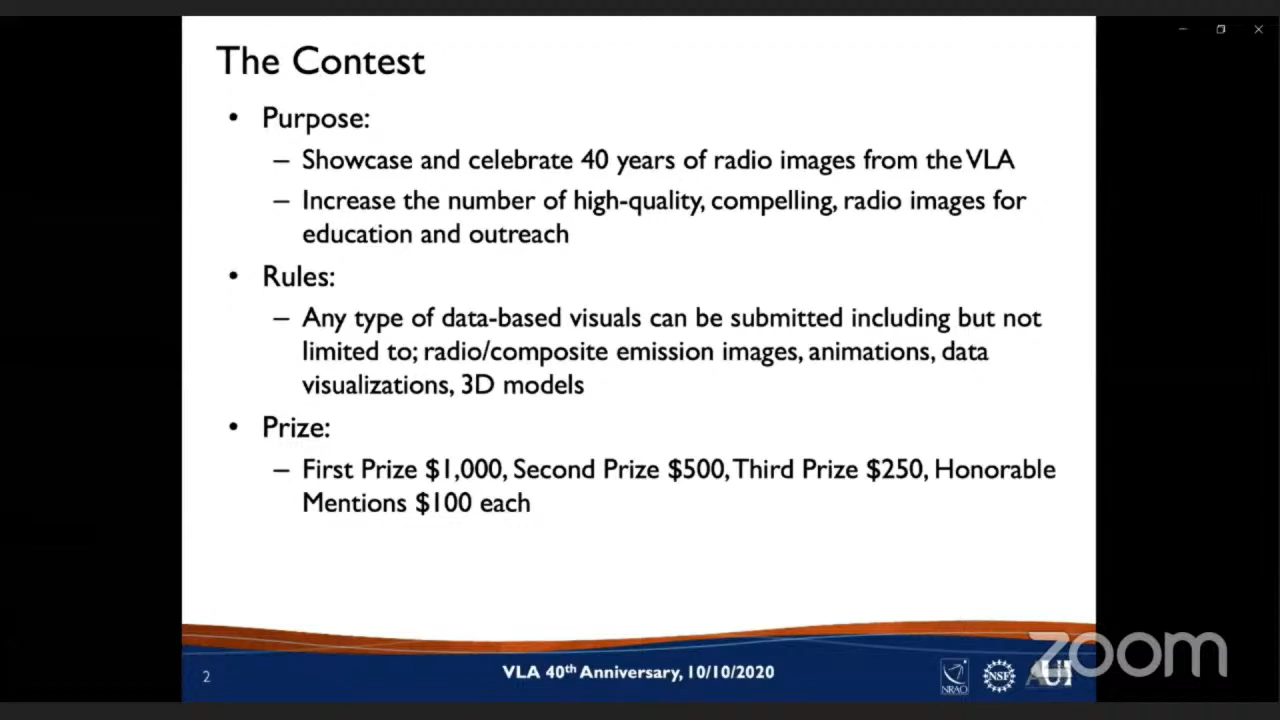 The Contest
• Purpose:
– Showcase and celebrate 40 years of radio images from the VLA
– Increase the number of high-quality, compelling, radio images for
education and outreach
• Rules:
– Any type of data-based visuals can be submitted including but not
limited to; radio/composite emission images, animations, data
visualizations, 3D models
• Prize:
– First Prize $1,000, Second Prize $500, Third Prize $250, Honorable
Mentions $100 each
2
VLA 40th Anniversary, 10/10/2020
NRAO
NSF
AUI
zoom